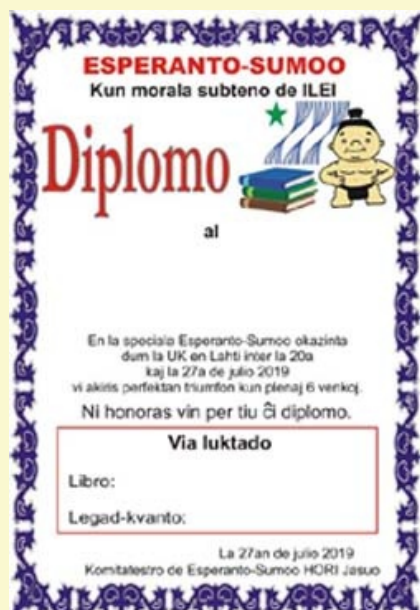 ESPERANTO-SUMOO
Kun morala subteno de ILEI
Diplomo
al
En la speciala Esperanto-Sumoo okazinta
dum la UK en Lahti inter la 20a
kaj la 27a de julio 2019
vi akiris perfektan triumfon kun plenaj 6 venkoj.
Ni honoras vin per tiu ĉi diplomo.
Via luktado
Libro:
Legad-kvanto:
La 27an de julio 2019
Komitatestro de Esperanto-Sumoo HORI Jasuo